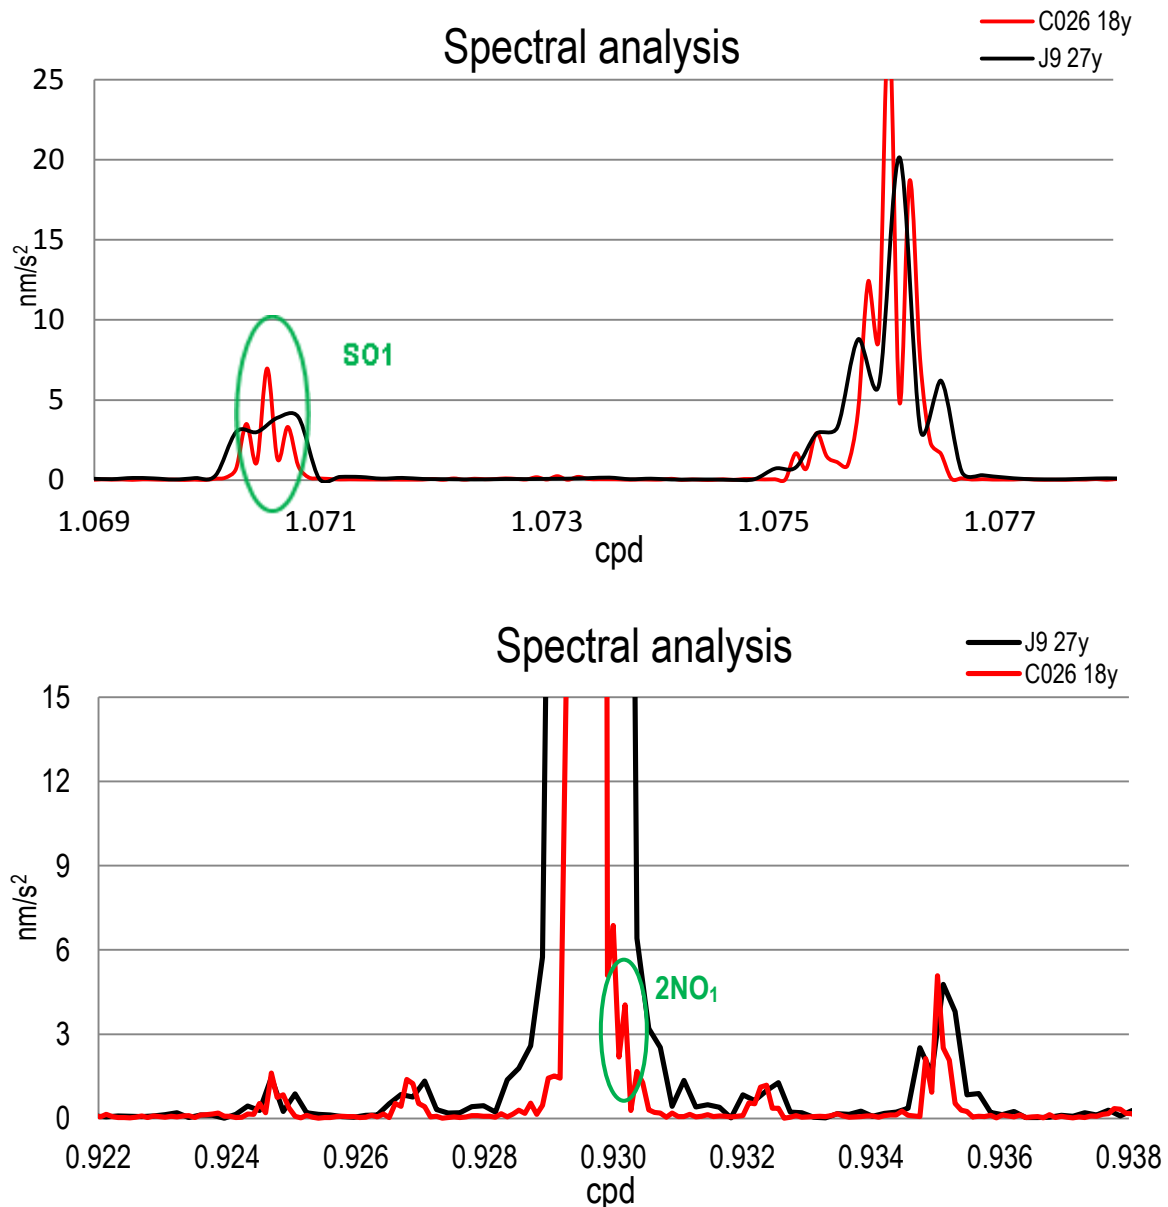 Spectral analysis
C026 18y
J9 27y
25
20
15
10
5
0
nm/s²
SO1
1.069 1.071 1.073 1.075 1.077
cpd
Spectral analysis
J9 27y
C026 18y
15
12
9
6
3
0
nm/s²
2NO₁
0.922 0.924 0.926 0.928 0.930 0.932 0.934 0.936 0.938
cpd